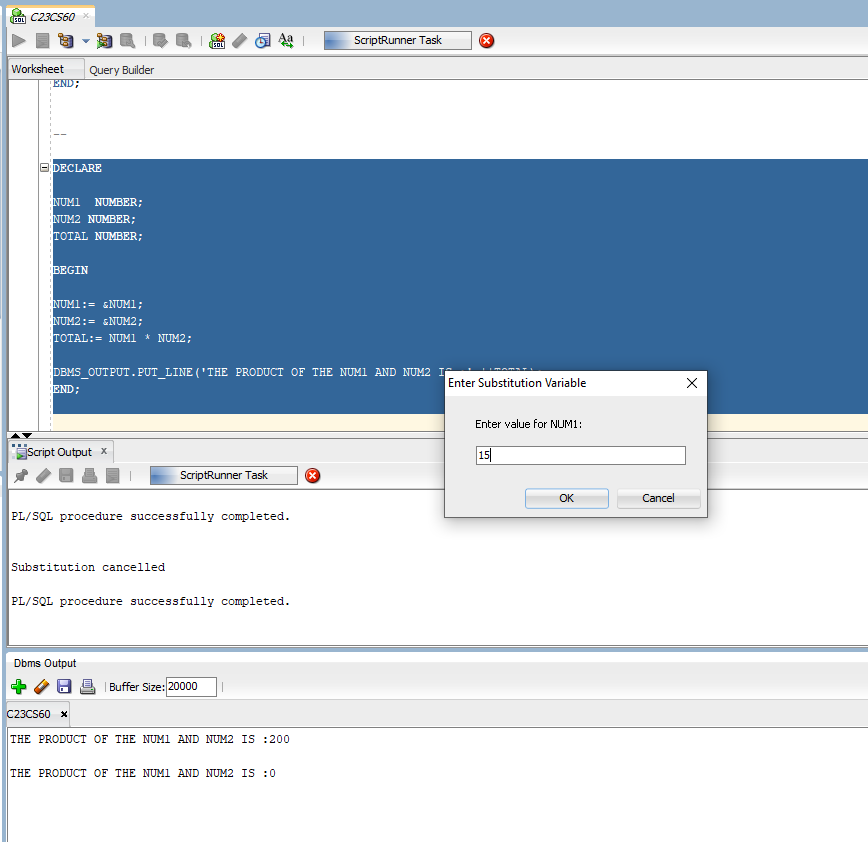 C23CS60
ScriptRunner Task
Worksheet
Query Builder
END;
--
DECLARE
NUM1  NUMBER;
NUM2 NUMBER;
TOTAL NUMBER;
BEGIN
NUM1:= &NUM1;
NUM2:= &NUM2;
TOTAL:= NUM1 * NUM2;
DBMS_OUTPUT.PUT_LINE('THE PRODUCT OF THE NUM1 AND NUM2
END;
Enter Substitution Variable
Enter value for NUM1:
15
OK
Cancel
Script Output
ScriptRunner Task
PL/SQL procedure successfully completed.
Substitution cancelled
PL/SQL procedure successfully completed.
Dbms Output
Buffer Size: 20000
C23CS60
THE PRODUCT OF THE NUM1 AND NUM2 IS :200
THE PRODUCT OF THE NUM1 AND NUM2 IS :0